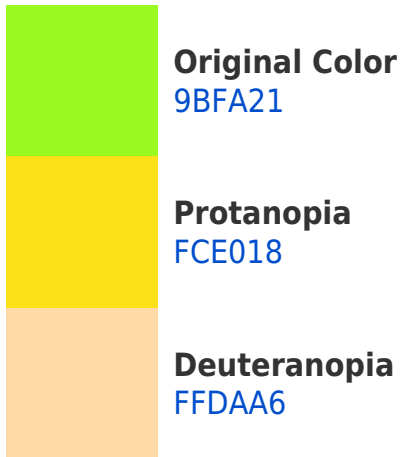 Original Color
9BFA21
Protanopia
FCE018
Deuteranopia
FFDAA6